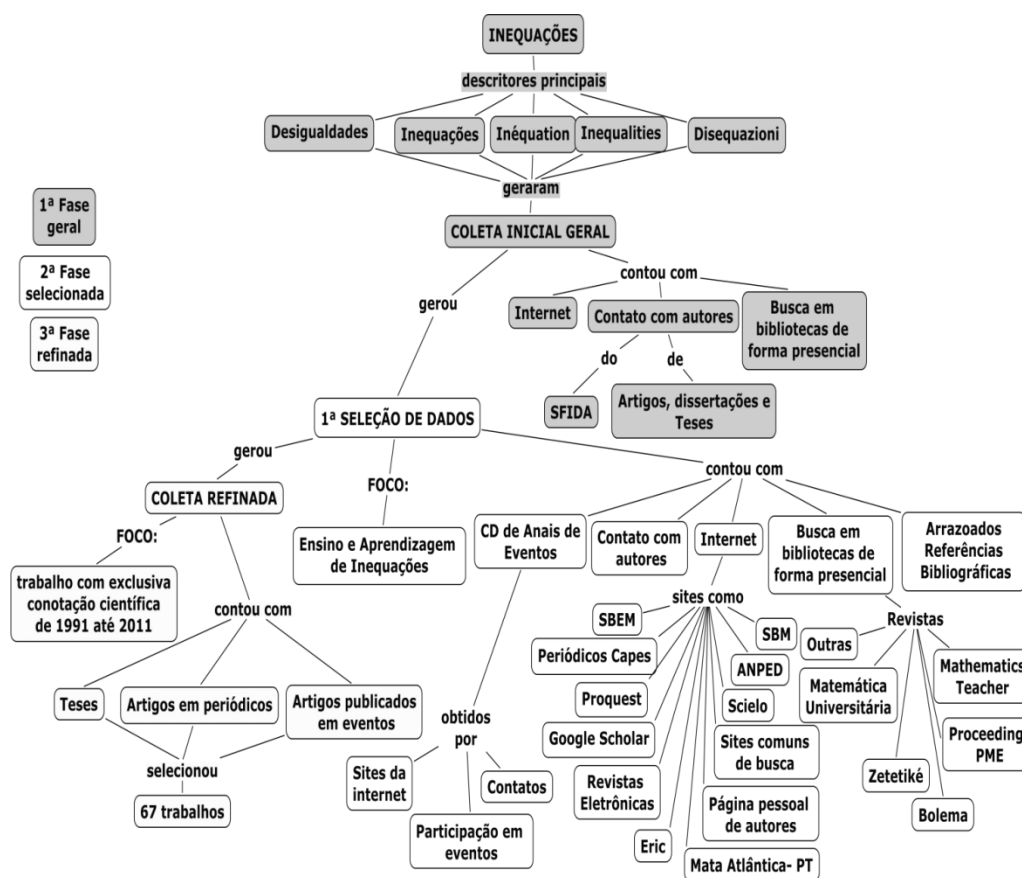 INEQUAÇÕES
descritores principais
Desigualdades
Inequações
Inéquation
Inequalities
Disequazioni
geraram
1ª Fase
geral
2ª Fase
selecionada
3ª Fase
refinada
COLETA INICIAL GERAL
gerou
contou com
Internet
Contato com autores
Busca em
bibliotecas de
forma presencial
do
de
SFIDA
Artigos, dissertações e
Teses
1ª SELEÇÃO DE DADOS
gerou
FOCO:
contou com
COLETA REFINADA
FOCO:
trabalho com exclusiva
conotação científica
de 1991 até 2011
contou com
Ensino e Aprendizagem
de Inequações
CD de Anais de
Eventos
Contato com
autores
Internet
Busca em
bibliotecas de
forma presencial
Arrazoados
Referências
Bibliográficas
Teses
Artigos em periódicos
Artigos publicados
em eventos
selecionou
67 trabalhos
obtidos
por
Sites da
internet
Contatos
Participação em
eventos
sites como
SBEM
SBM
Periódicos Capes
ANPED
Proquest
Scielo
Google Scholar
Sites comuns
de busca
Revistas
Eletrônicas
Página pessoal
de autores
Eric
Mata Atlântica- PT
Revistas
Outras
Mathematics
Teacher
Matemática
Universitária
Proceeding
PME
Zetetiké
Bolema